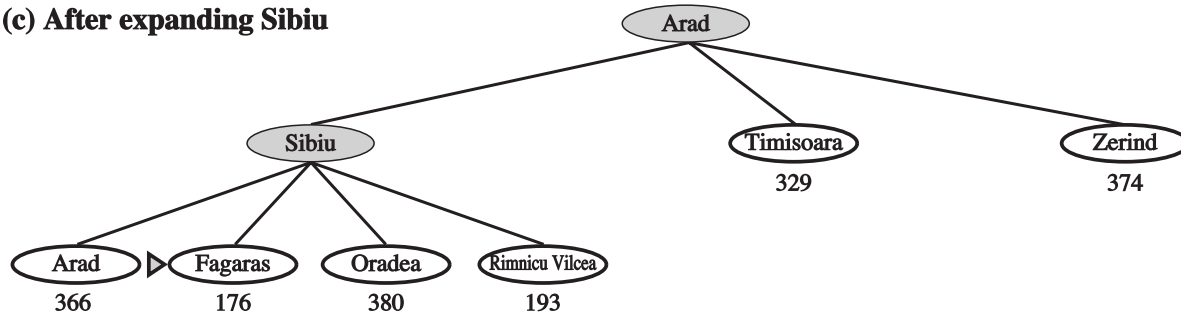 (c) After expanding Sibiu
Arad
Sibiu
Timisoara
Zerind
329
374
Arad
Fagaras
Oradea
Rimnicu Vilcea
366
176
380
193